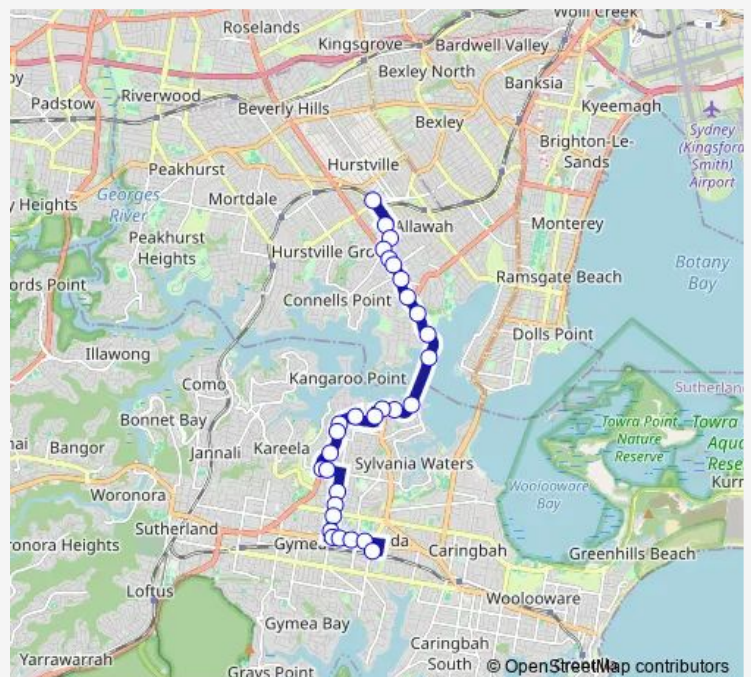 Roselands
Wolli Creek
Kingsgrove
Bardwell Valley
Bexley North
Banksia
Padstow
Riverwood
Beverly Hills
Kyeemagh
Bexley
Sydney
(Kingsford
Smith)
Airport
Brighton-Le-
Sands
Peakhurst
Hurstville
Georges
River
Mortdale
y Heights
Allawah
Monterey
Peakhurst
Heights
Hurstville Gro
Botany
Bay
ords Point
Ramsgate Beach
Connells Point
Dolls Point
Illawong
Como
Kangaroo Point
Sutherlan
Bonnet Bay
Towra Point
Nature
Reserve
Towra
Aqua
Rese
Bangor
Jannali
Kareela
Sylvania Waters
Kurn
Woronora
Woolooware
Bay
Sutherland
ronora Heights
Gymea
da
Caringbah
Greenhills Beach
Loftus
Woolooware
Gymea Bay
Caringbah
South
Yarrawarrah
Grays Point
© OpenStreetMap contributors